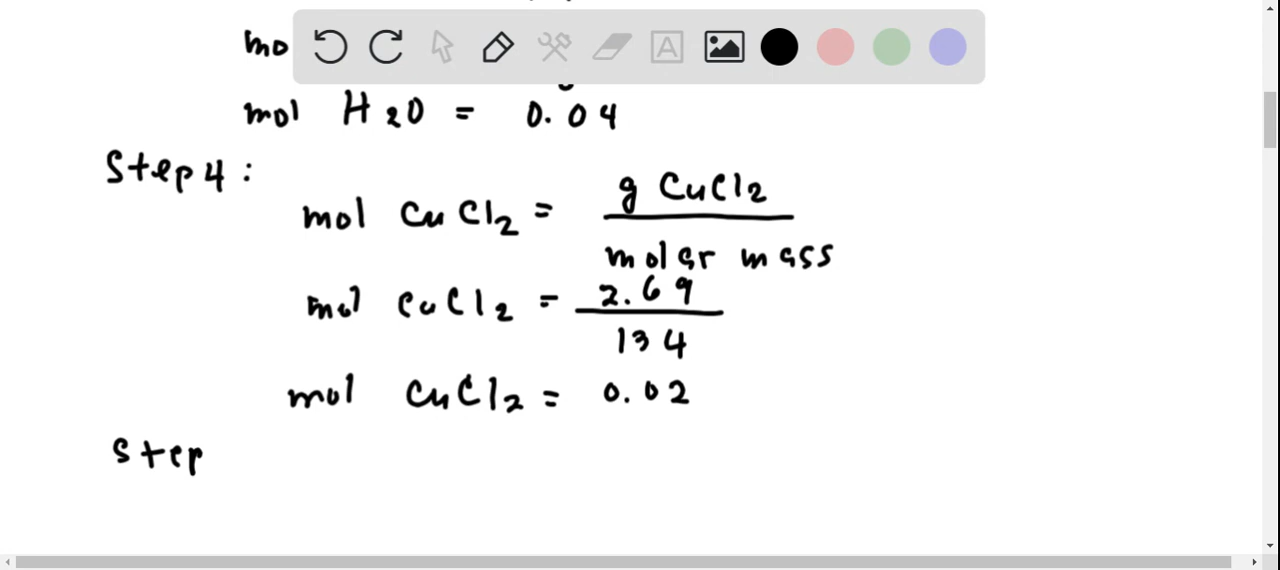 mo
mol H2O = 0.04
Step 4 :
mol CuCl2 = g CuCl2
molar mass
mol CuCl2 = 2.69
134
mol CuCl2 = 0.02
Step